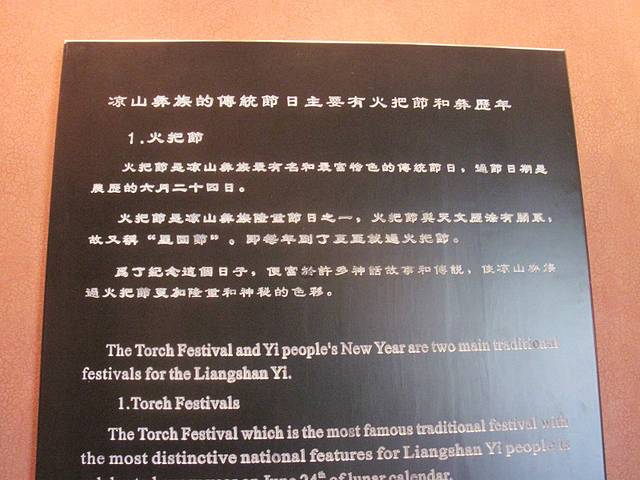 凉山彝族的傳統節日主要有火把節和彝歷年
1.火把節
火把節是凉山彝族最有名和最富特色的傳統節日，過節日期是
農歷的六月二十四日。
火把節是凉山彝族隆重節日之一，火把節與天文歷法有關系，
故又稱“星回節”。即每年到了夏至就過火把節。
爲了紀念這個日子，便富於許多神話故事和傳説，使凉山彝族
過火把節更加隆重和神秘的色彩。
The Torch Festival and Yi people's New Year are two main traditional
festivals for the Liangshan Yi.
1.Torch Festivals
The Torch Festival which is the most famous traditional festival with
the most distinctive national features for Liangshan Yi people is
June 24th of lunar calendar.